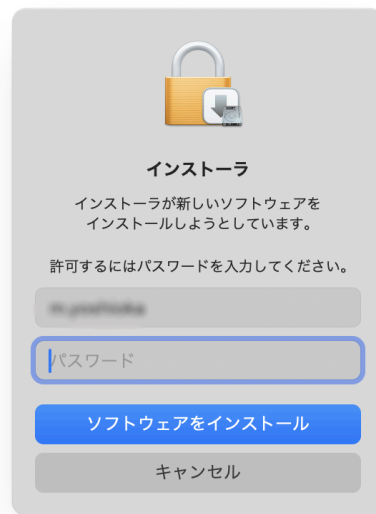 インストーラ
インストーラが新しいソフトウェアを
インストールしようとしています。
許可するにはパスワードを入力してください。
パスワード
ソフトウェアをインストール
キャンセル